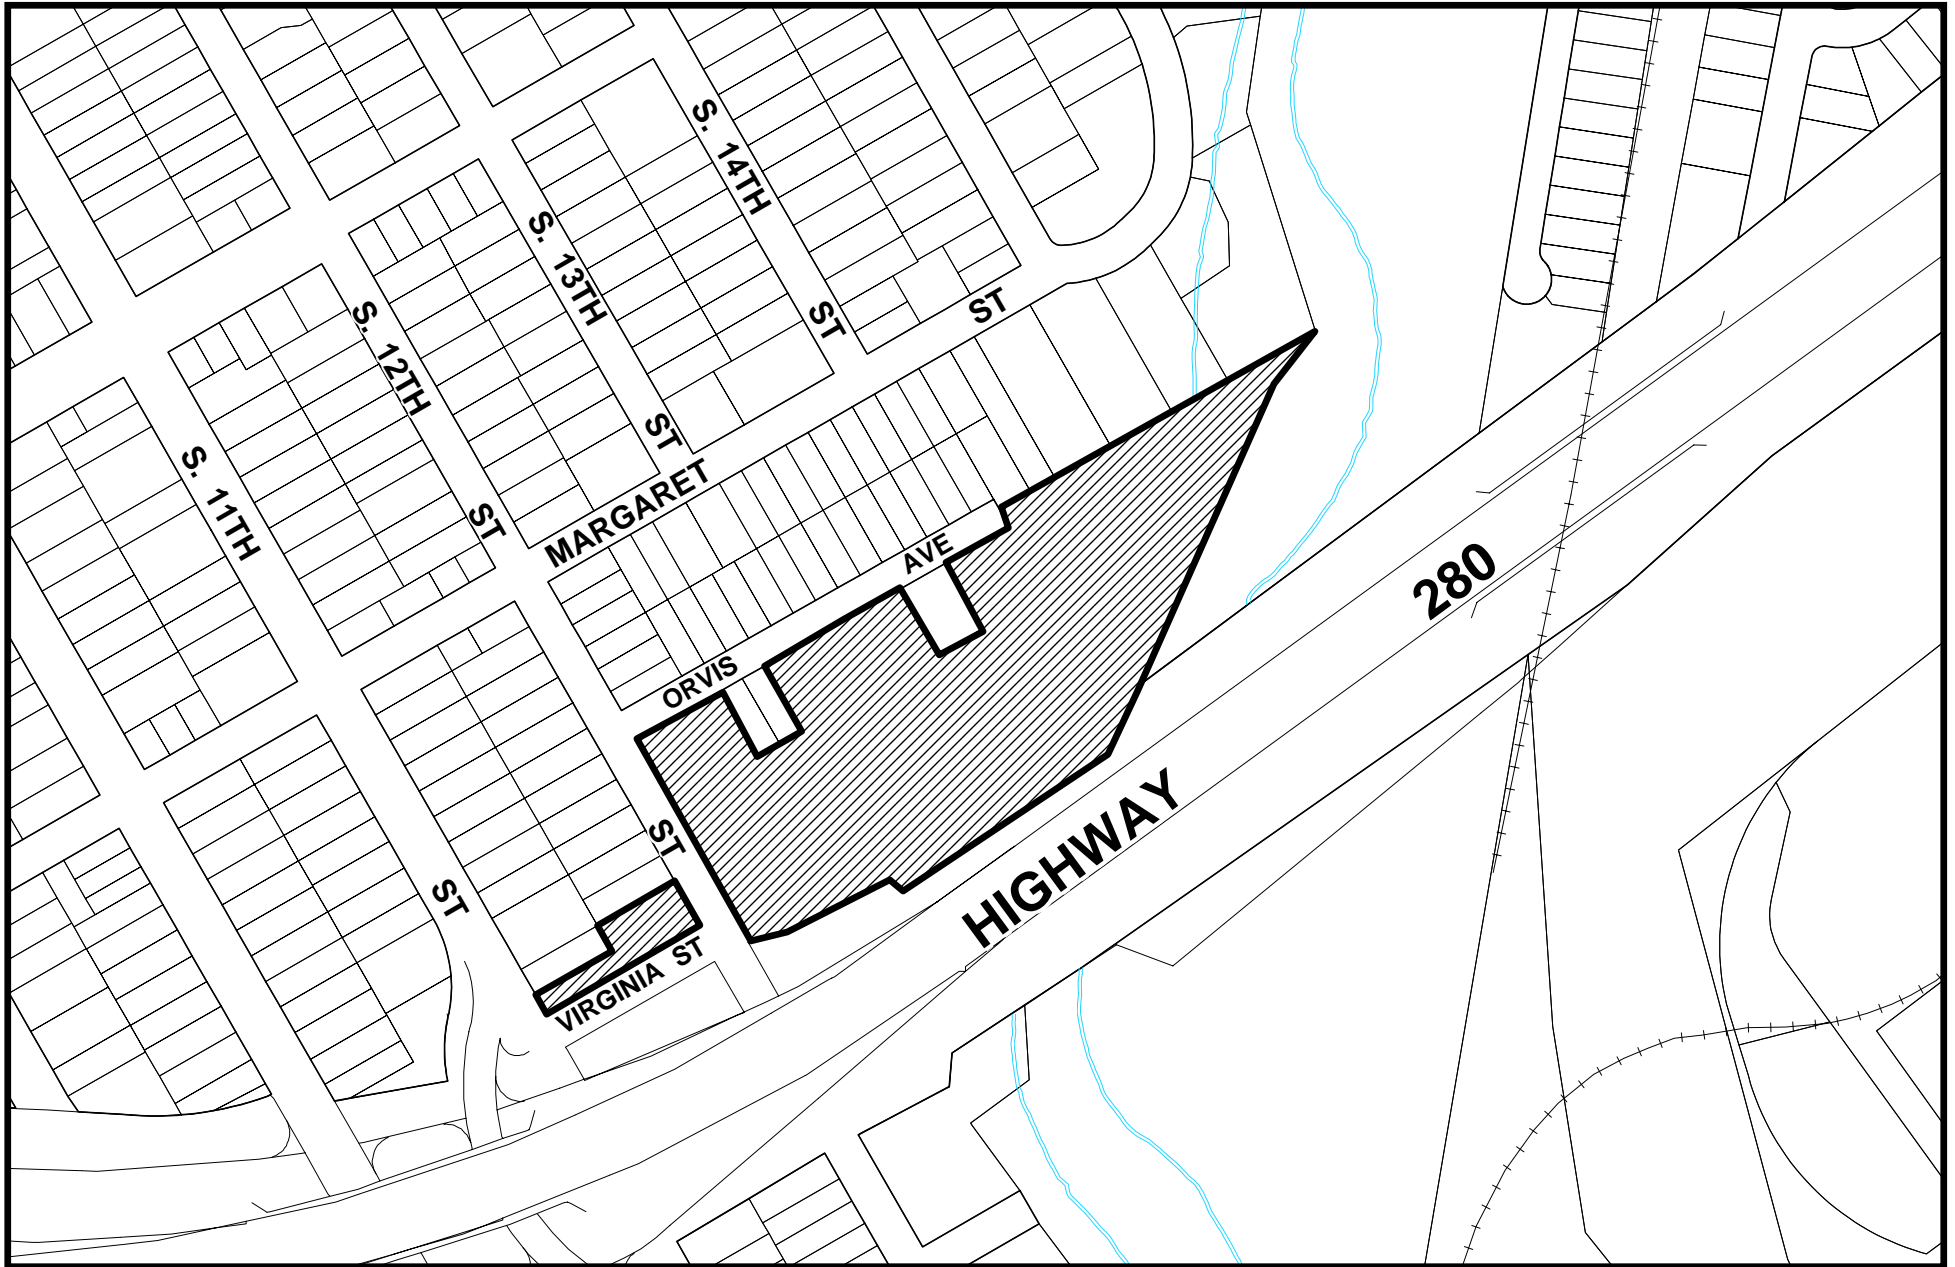 S. 14TH ST
S. 13TH ST
S. 12TH ST
ST
S. 11TH ST
MARGARET ST
ORVIS AVE
ST
VIRGINIA ST
HIGHWAY 280